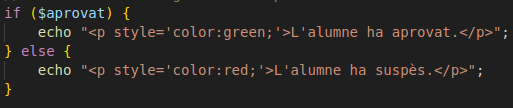 if ($aprovat) {
    echo "<p style='color:green;'>L'alumne ha aprovat.</p>";
} else {
    echo "<p style='color:red;'>L'alumne ha suspès.</p>";
}